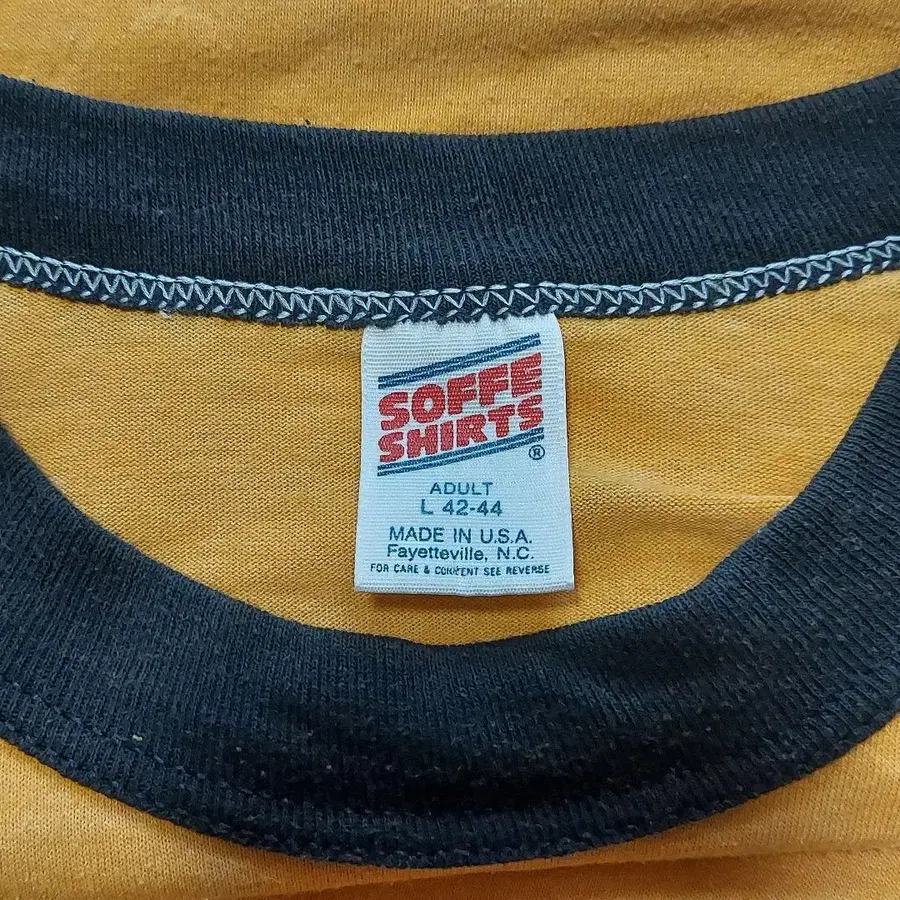 SOFFE
SHIRTS
®
ADULT
L 42-44
MADE IN U.S.A.
Fayetteville, N.C.
FOR CARE & CONTENT SEE REVERSE